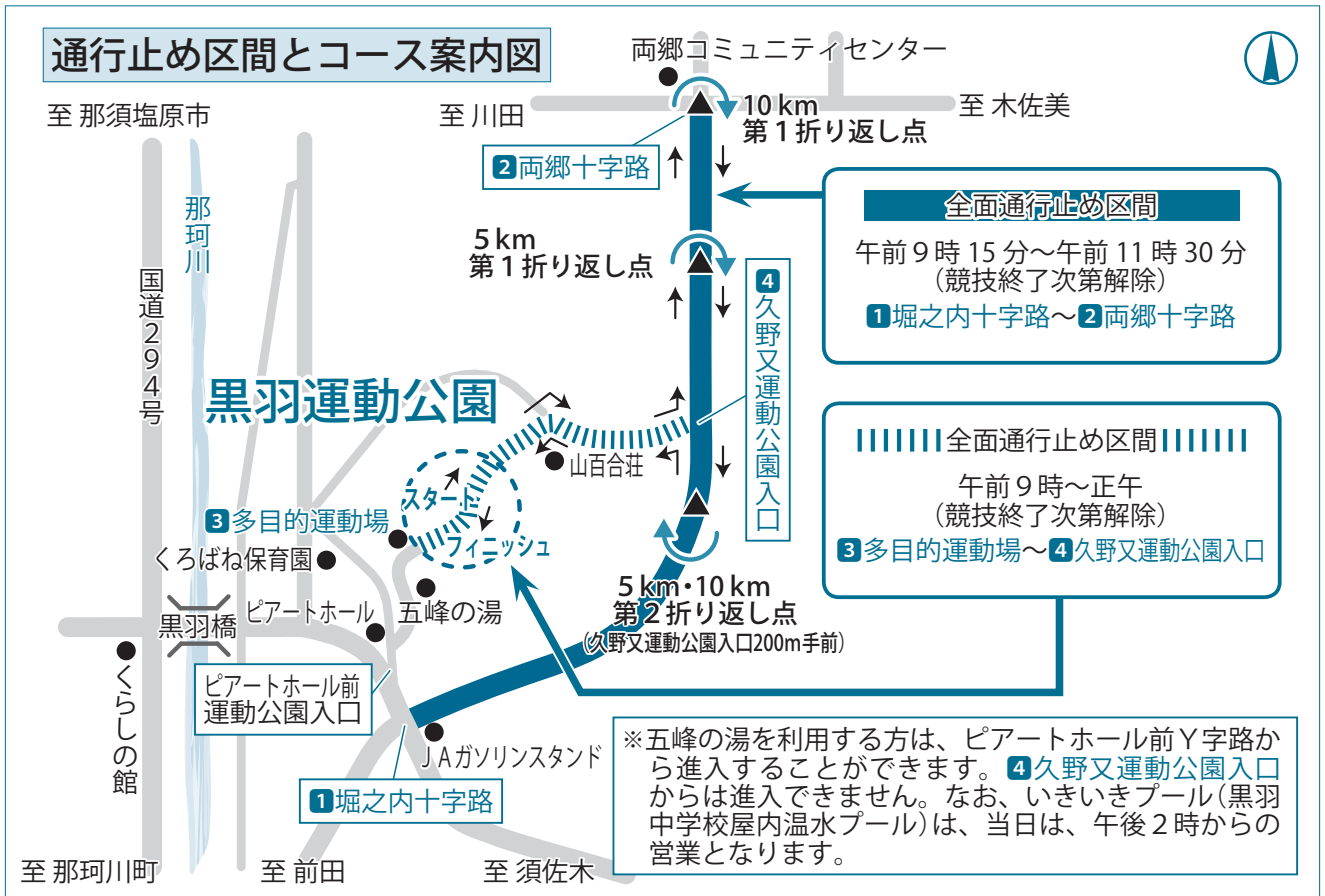 通行止め区間とコース案内図
両郷コミュニティセンター
至 那須塩原市
至 川田
至 木佐美
10 km
第1折り返し点
2両郷十字路
那珂川
国道294号
5 km
第1折り返し点
4久野又運動公園入口
全面通行止め区間
午前9時15分～午前11時30分
(競技終了次第解除)
1堀之内十字路～2両郷十字路
黒羽運動公園
山百合荘
スタート
フィニッシュ
3多目的運動場
くろばね保育園
全面通行止め区間
午前9時～正午
(競技終了次第解除)
3多目的運動場～4久野又運動公園入口
5 km・10 km
第2折り返し点
(久野又運動公園入口200m手前)
五峰の湯
ピアートホール
黒羽橋
くらしの館
ピアートホール前
運動公園入口
JAガソリンスタンド
1堀之内十字路
※五峰の湯を利用する方は、ピアートホール前Y字路か
ら進入することができます。4久野又運動公園入口
からは進入できません。なお、いきいきプール(黒羽
中学校屋内温水プール)は、当日は、午後2時からの
営業となります。
至 那珂川町
至 前田
至 須佐木